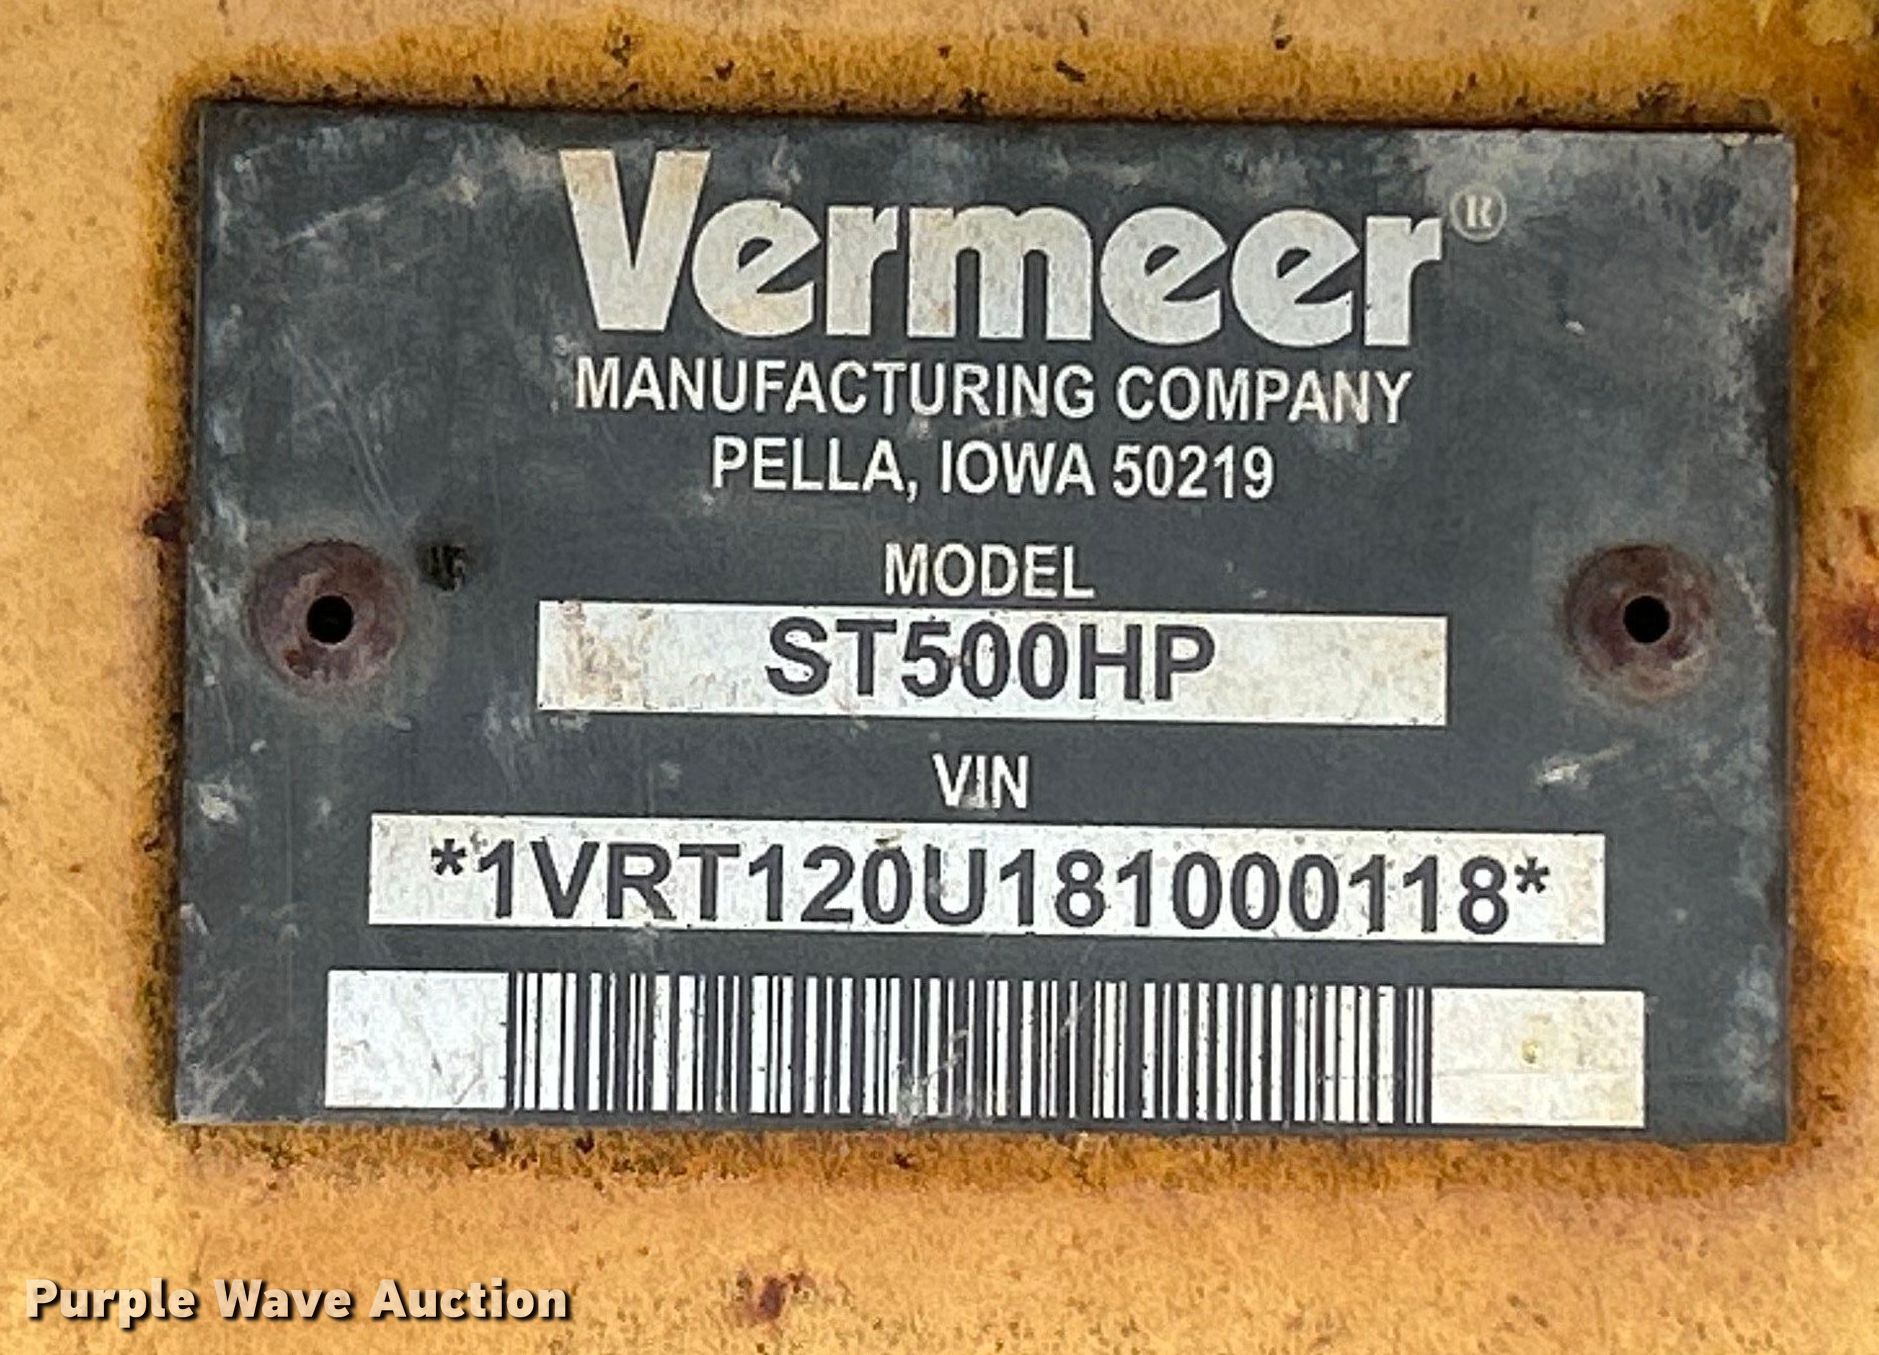 Vermeer®
MANUFACTURING COMPANY
PELLA, IOWA 50219
MODEL
ST500HP
VIN
*1VRT120U181000118*
Purple Wave Auction